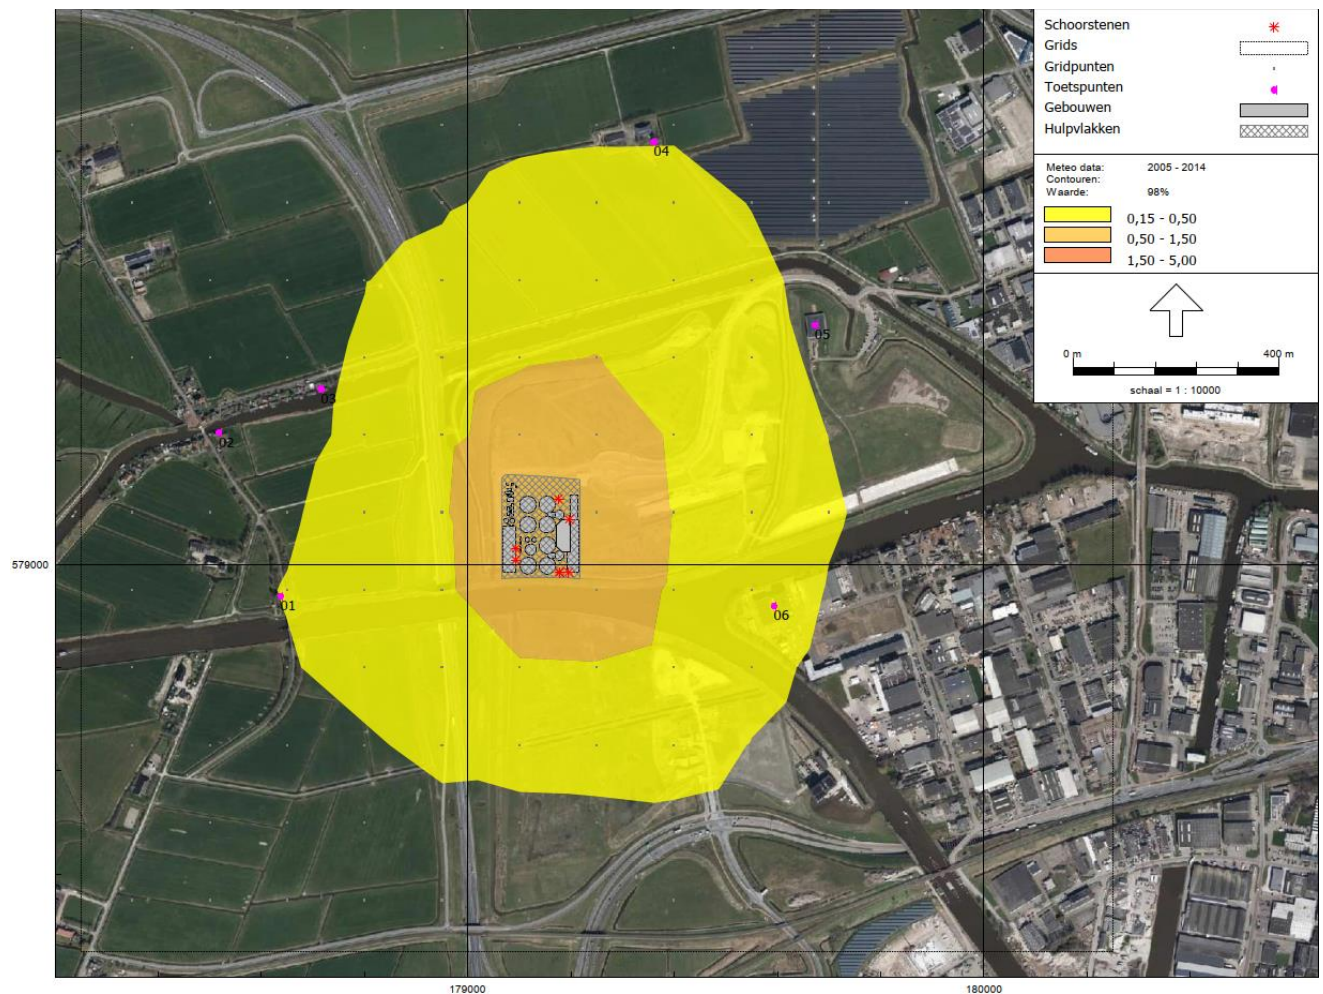 Schoorstenen
Grids
Gridpunten
Toetspunten
Gebouwen
Hulpvlakken
Meteo data: 2005 - 2014
Contouren:
Waarde: 98%
0,15 - 0,50
0,50 - 1,50
1,50 - 5,00
0 m 400 m
schaal = 1 : 10000
04
05
03
02
01
06
579000
179000 180000